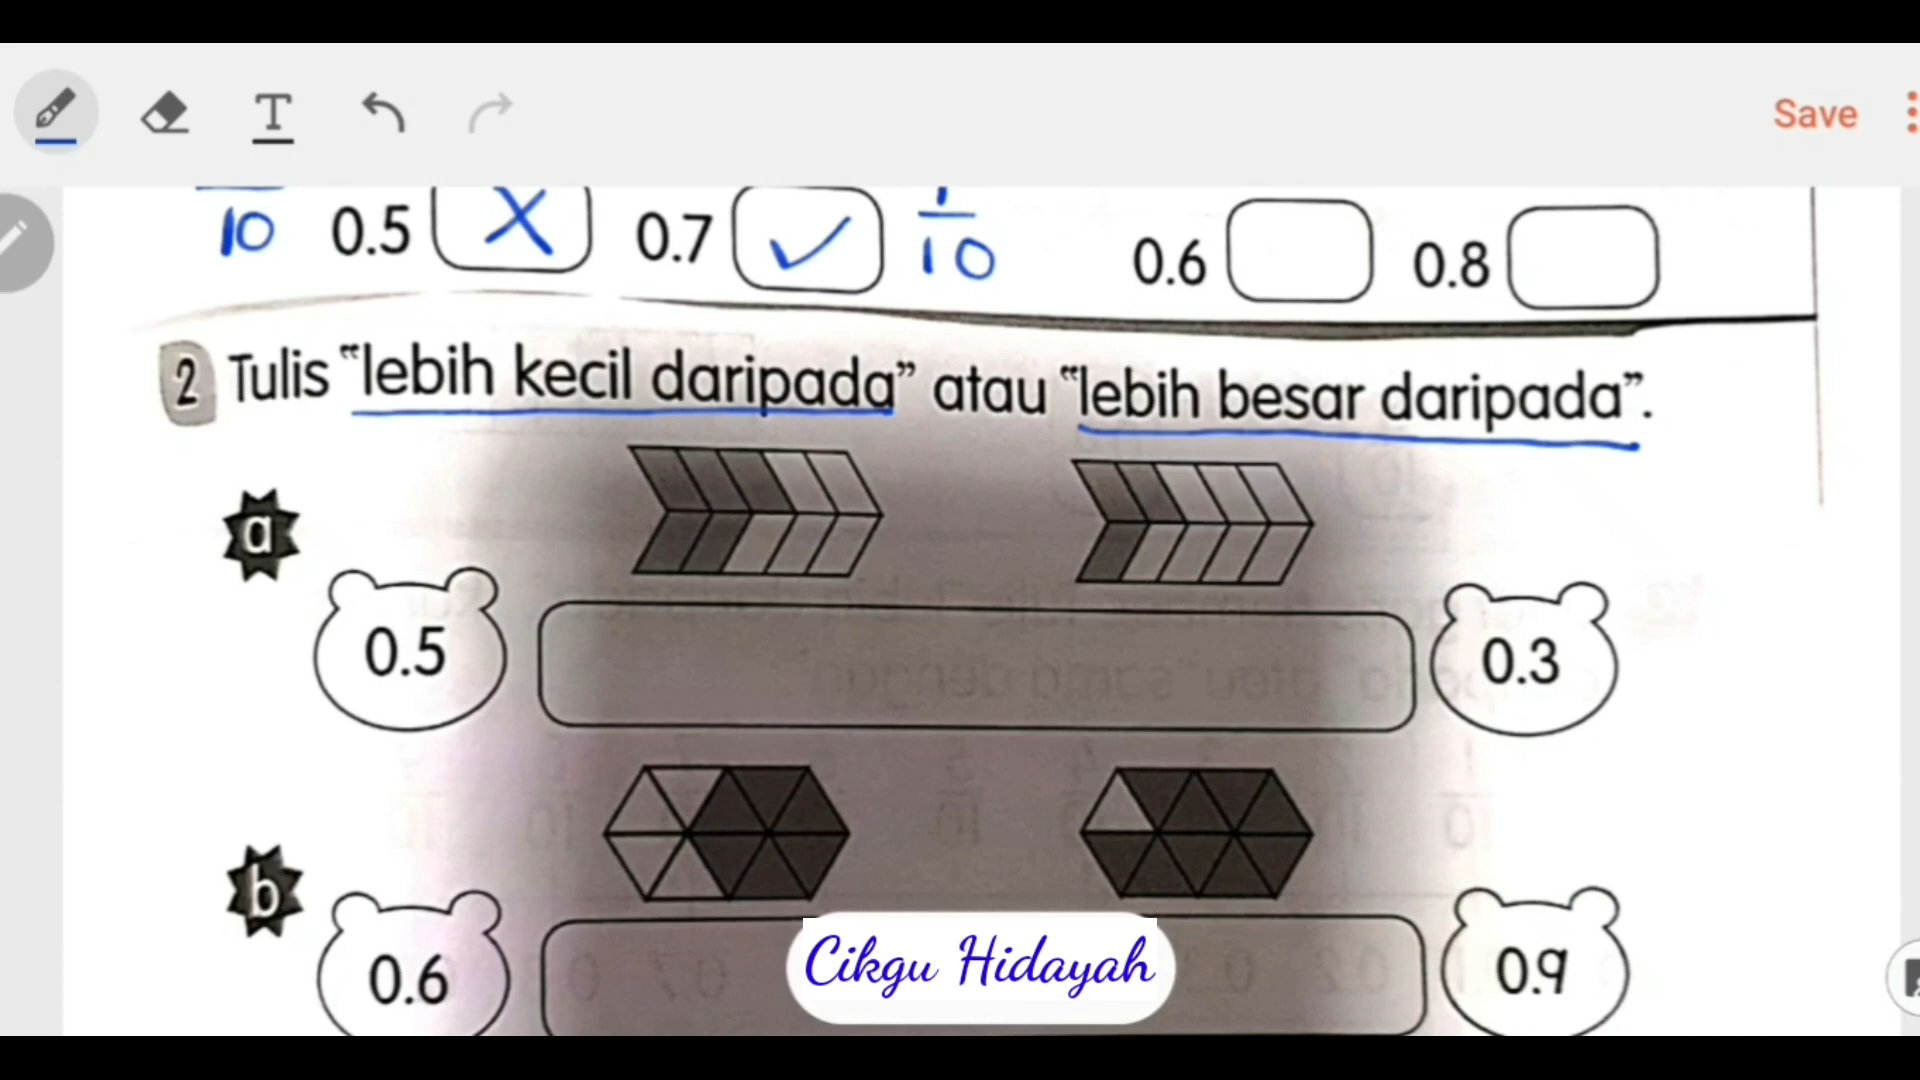 T Save
10 0.5 X 0.7 ✓ 1/10 0.6 0.8
2 Tulis “lebih kecil daripada” atau “lebih besar daripada”.
a
0.5 0.3
b
0.6 0.9
Cikgu Hidayah